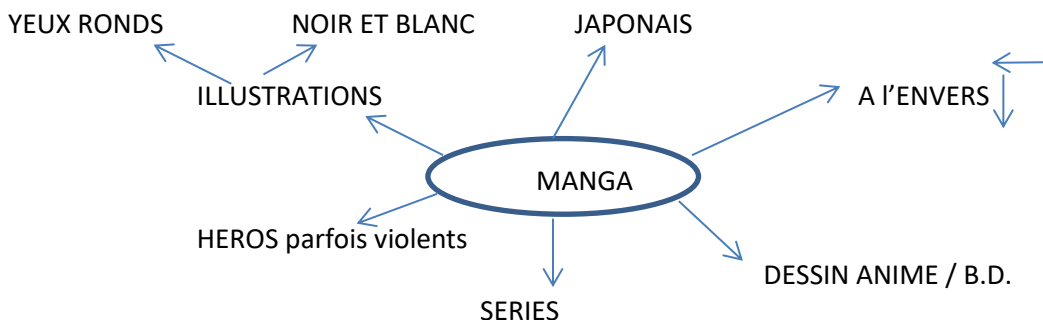 YEUX RONDS
NOIR ET BLANC
JAPONAIS
ILLUSTRATIONS
A l’ENVERS
MANGA
HEROS parfois violents
DESSIN ANIME / B.D.
SERIES